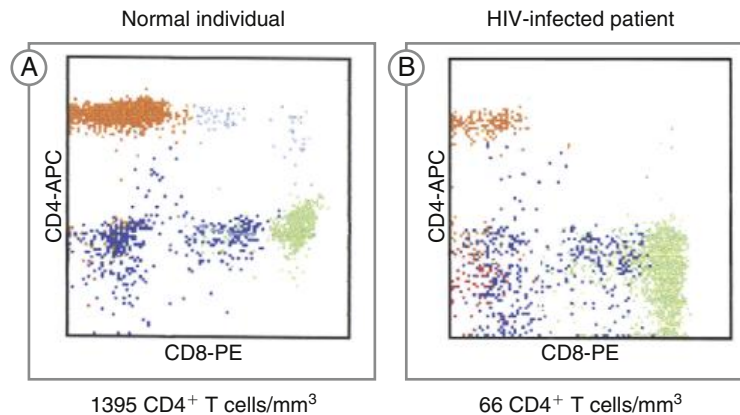 Normal individual
HIV-infected patient
A
B
CD4-APC
CD4-APC
CD8-PE
CD8-PE
1395 CD4⁺ T cells/mm³
66 CD4⁺ T cells/mm³